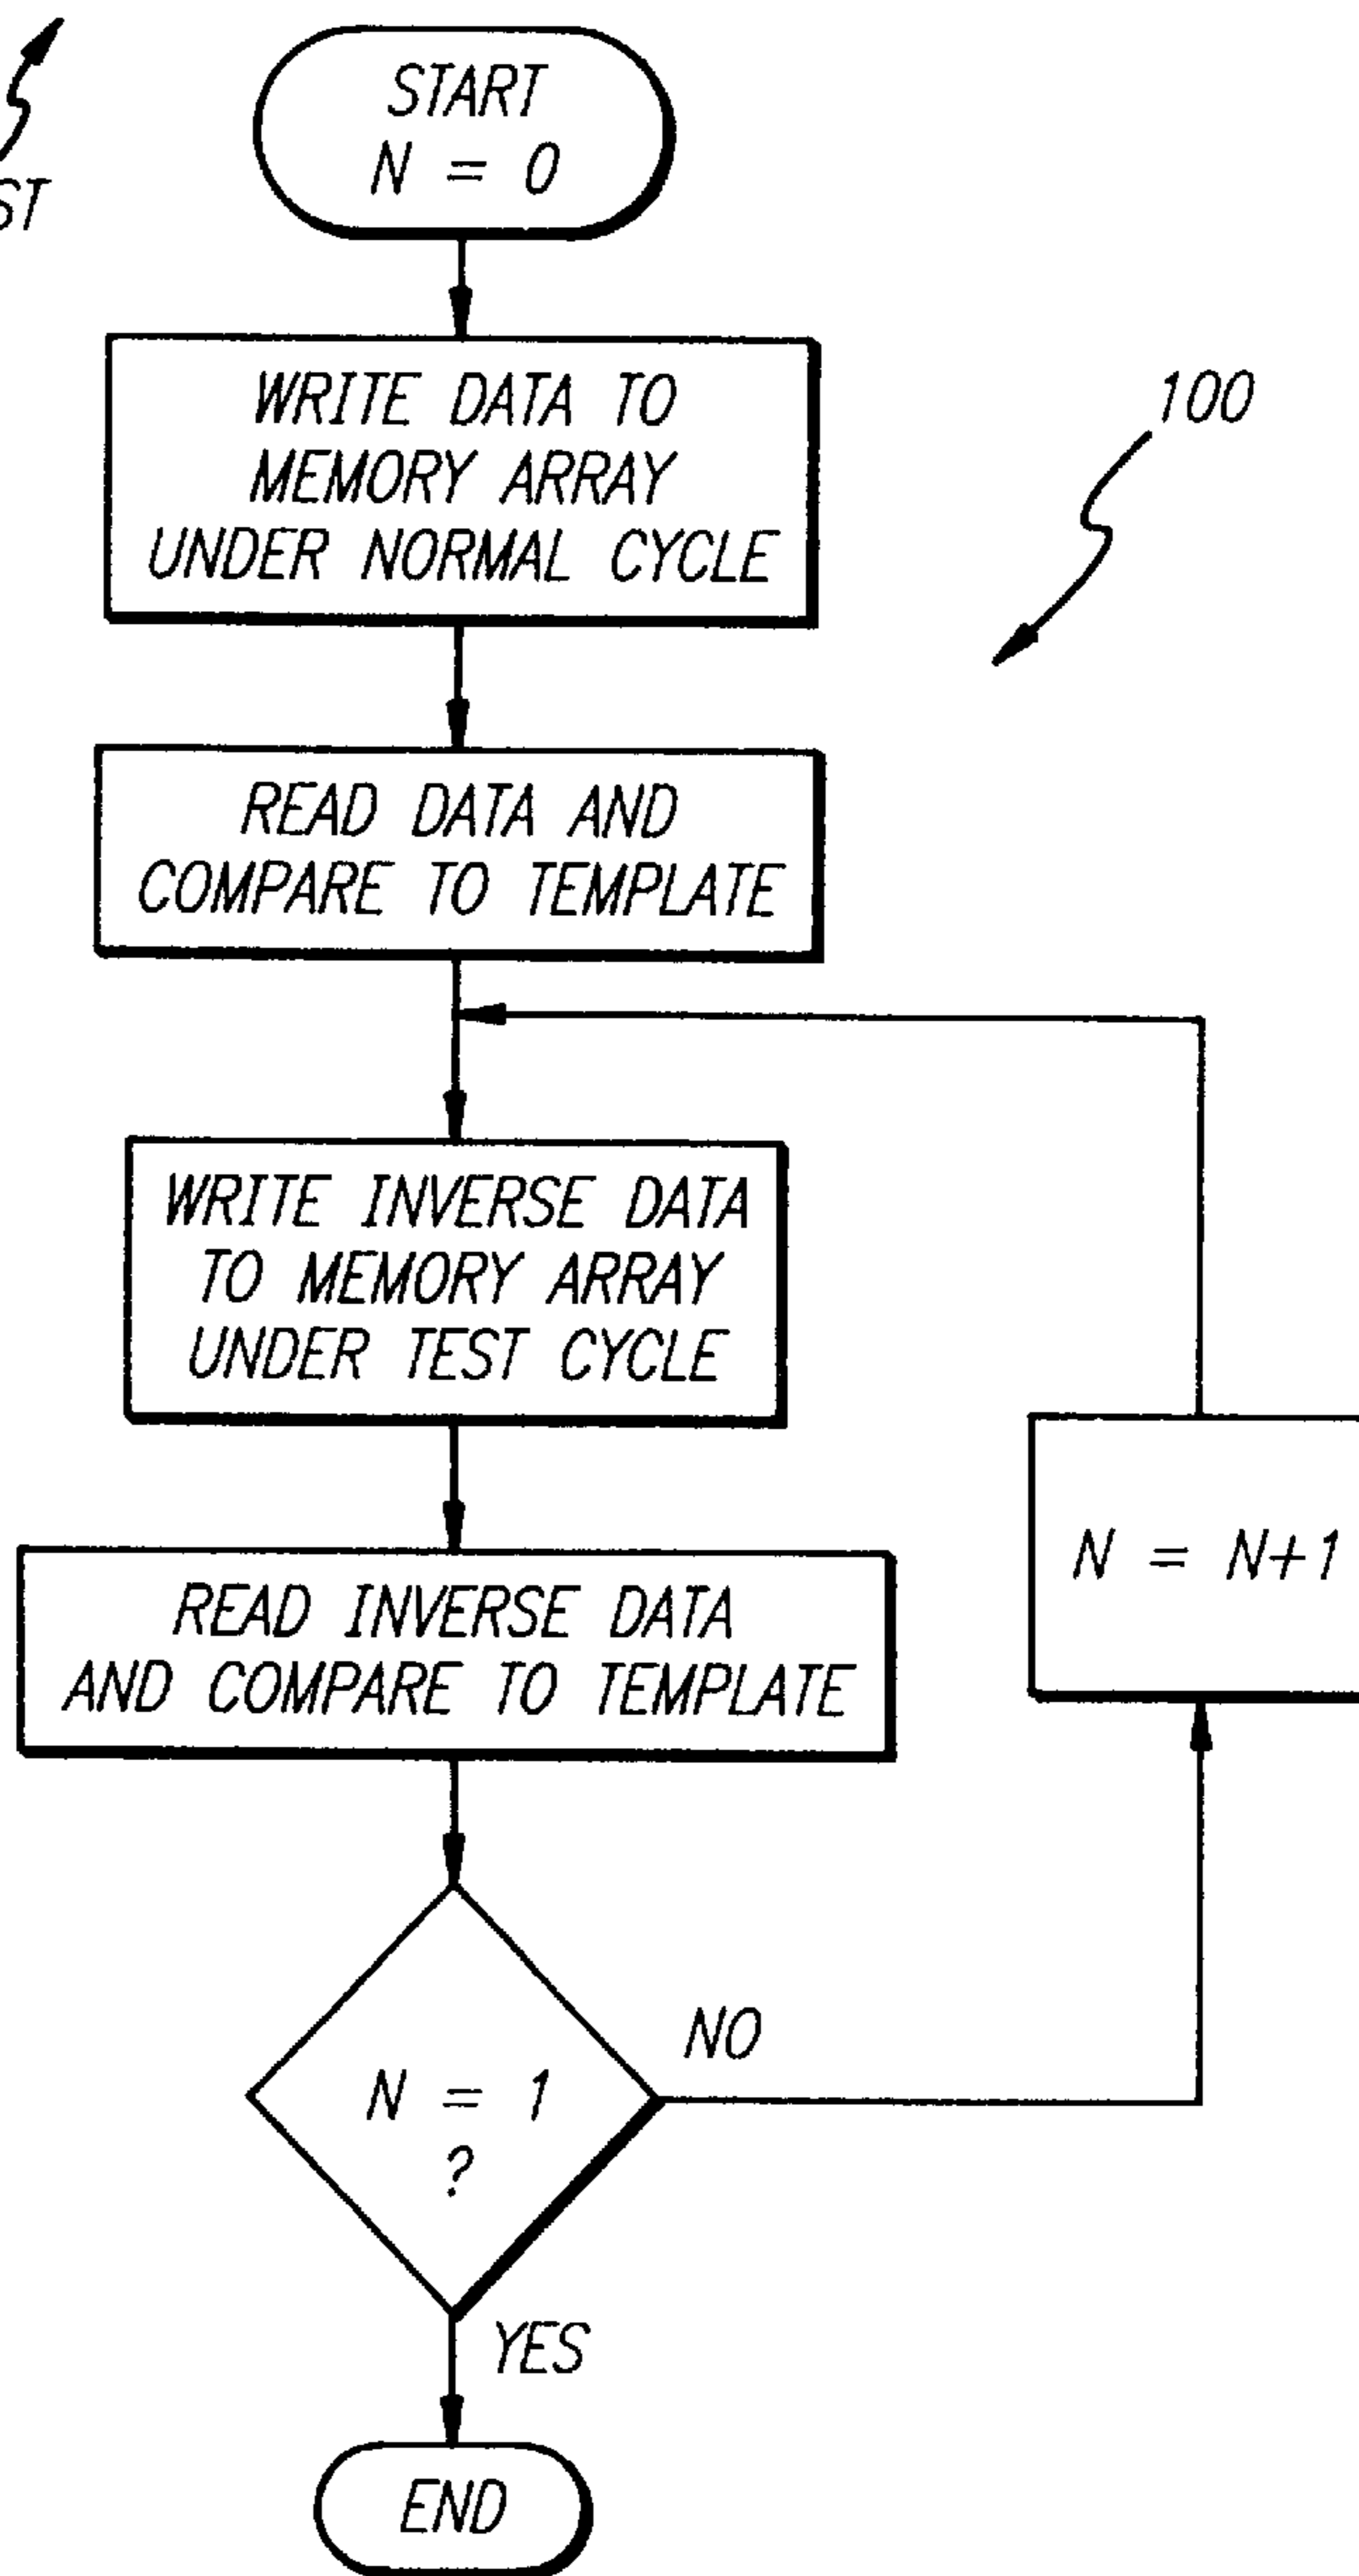 START
N = 0
WRITE DATA TO
MEMORY ARRAY
UNDER NORMAL CYCLE
100
READ DATA AND
COMPARE TO TEMPLATE
WRITE INVERSE DATA
TO MEMORY ARRAY
UNDER TEST CYCLE
N = N+1
READ INVERSE DATA
AND COMPARE TO TEMPLATE
N = 1
?
NO
YES
END